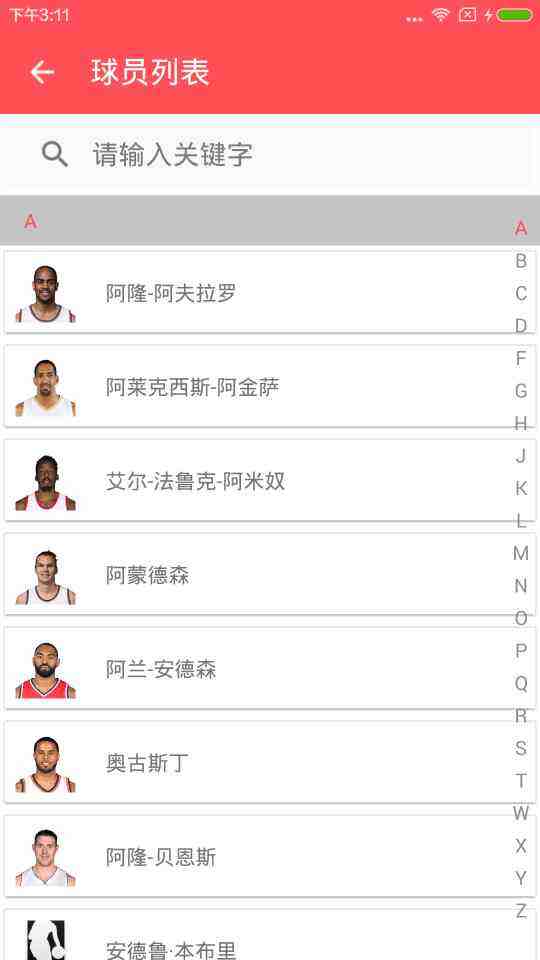 下午3:11
球员列表
请输入关键字
A
阿隆-阿夫拉罗
阿莱克西斯-阿金萨
艾尔-法鲁克-阿米奴
阿蒙德森
阿兰-安德森
奥古斯丁
阿隆-贝恩斯
安德鲁·本布里
A
B
C
D
F
G
H
J
K
L
M
N
O
P
Q
R
S
T
W
X
Y
Z